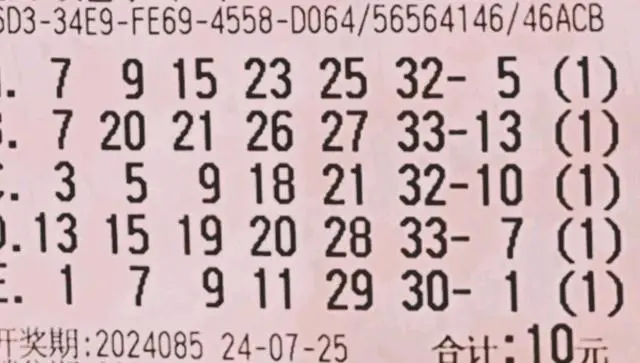 6D3-34E9-FE69-4558-D064/56564146/46ACB
A. 7 9 15 23 25 32- 5 (1)
B. 7 20 21 26 27 33-13 (1)
C. 3 5 9 18 21 32-10 (1)
D. 13 15 19 20 28 33- 7 (1)
E. 1 7 9 11 29 30- 1 (1)
开奖期:2024085 24-07-25 合计:10元